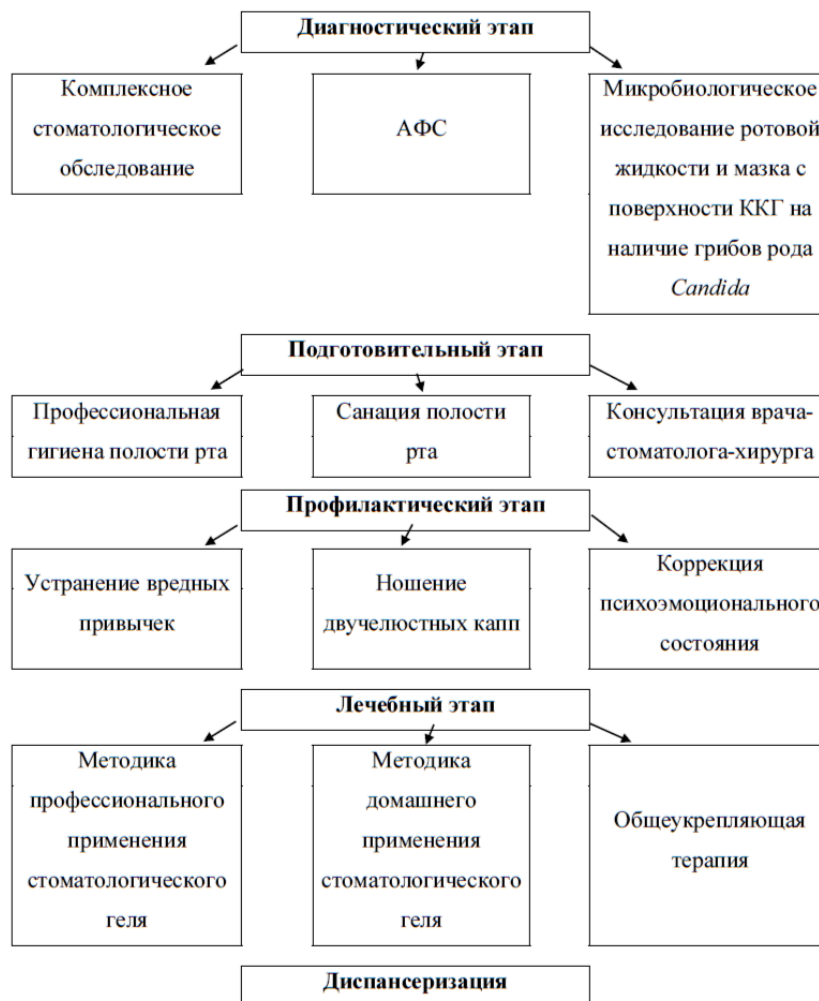 Диагностический этап
Комплексное
стоматологическое
обследование
АФС
Микробиологическое
исследование ротовой
жидкости и мазка с
поверхности ККГ на
наличие грибов рода
Candida
Подготовительный этап
Профессиональная
гигиена полости рта
Санация полости
рта
Консультация врача-
стоматолога-хирурга
Профилактический этап
Устранение вредных
привычек
Ношение
двучелюстных капп
Коррекция
психоэмоционального
состояния
Лечебный этап
Методика
профессионального
применения
стоматологического
геля
Методика
домашнего
применения
стоматологического
геля
Общеукрепляющая
терапия
Диспансеризация